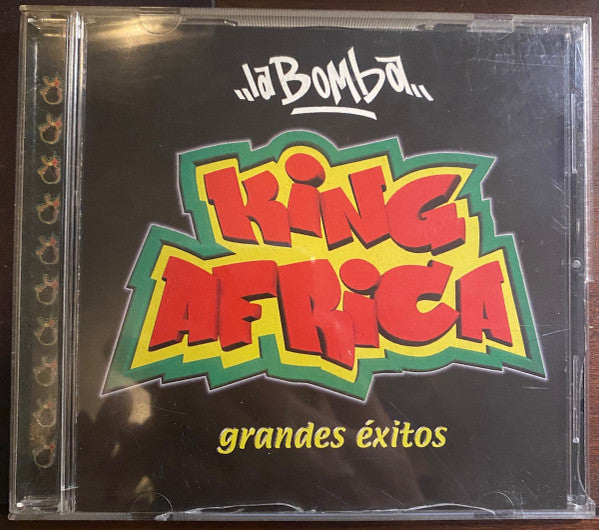 la BOMBA
KING
AFRICA
grandes éxitos